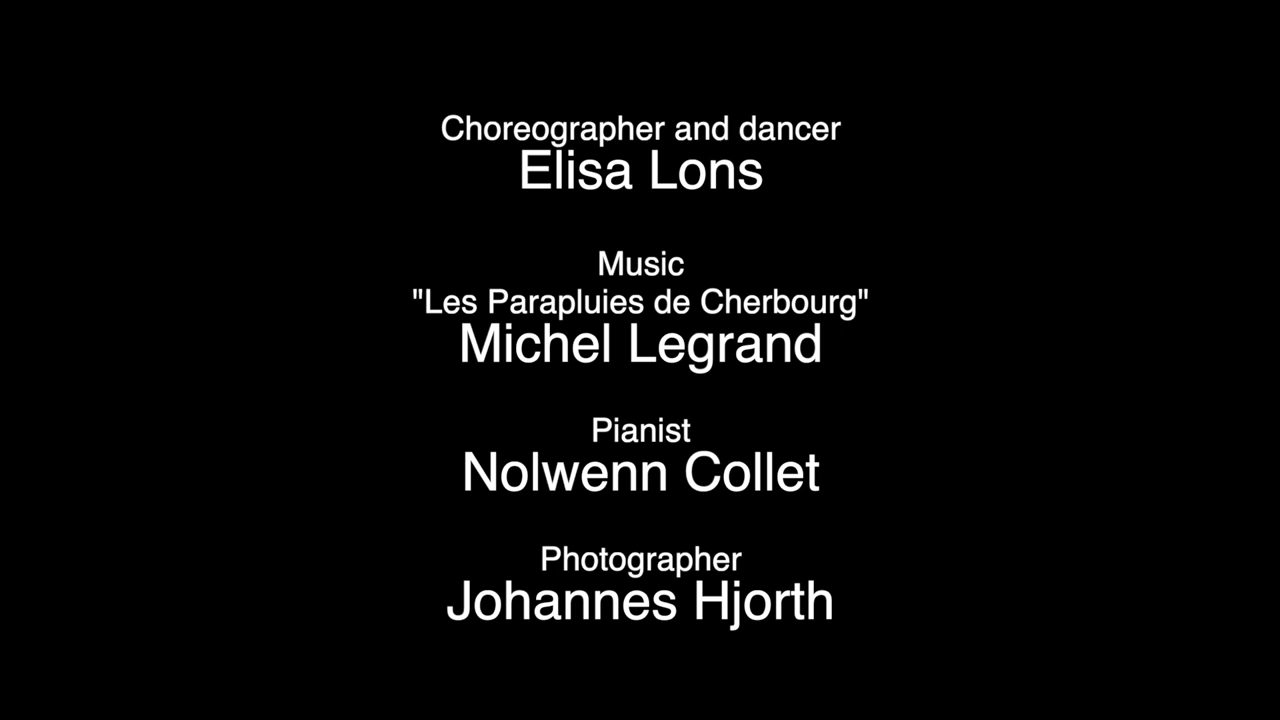 Choreographer and dancer
Elisa Lons
Music
"Les Parapluies de Cherbourg"
Michel Legrand
Pianist
Nolwenn Collet
Photographer
Johannes Hjorth